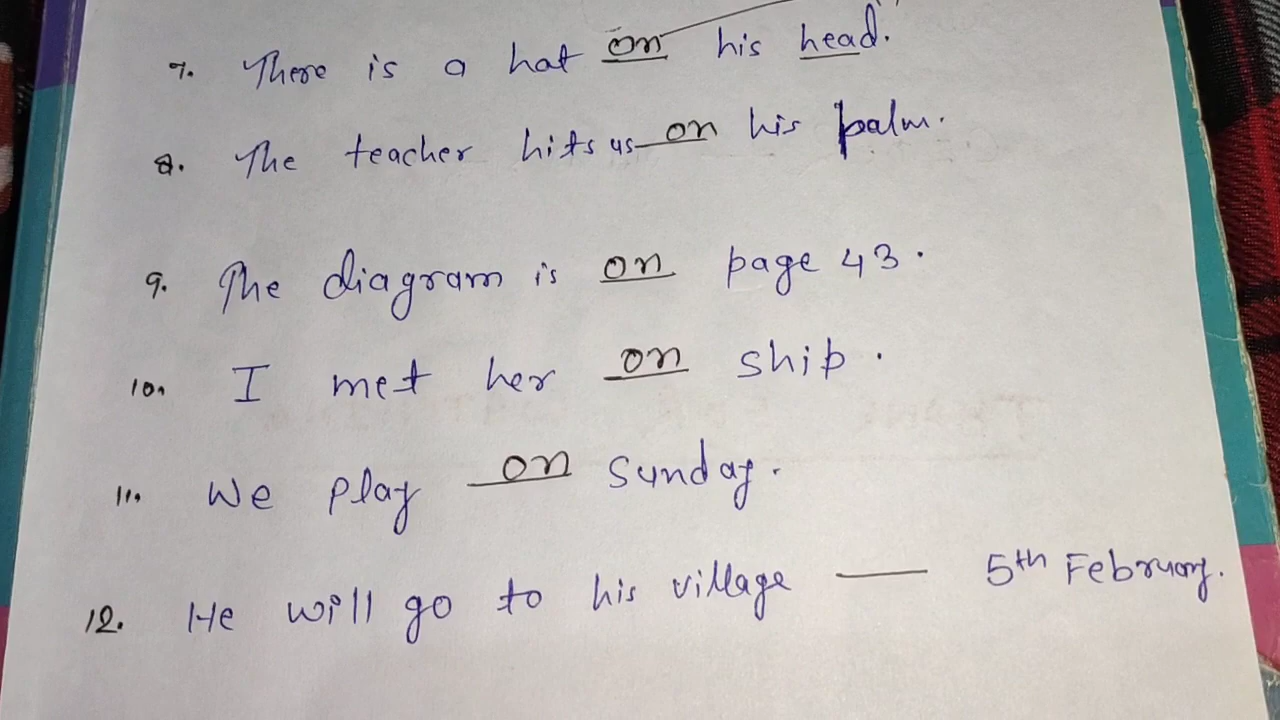 7. There is a hat on his head.
8. The teacher hits us on his palm.
9. The diagram is on page 43.
10. I met her on ship.
11. We play on Sunday.
12. He will go to his village — 5th February.